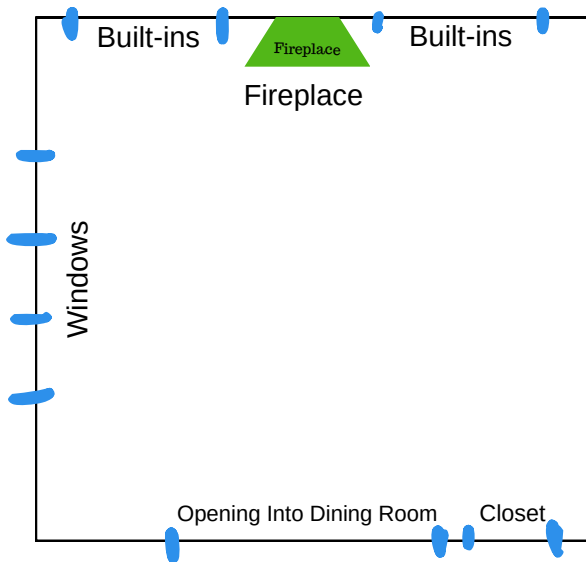 Built-ins
Fireplace
Built-ins
Fireplace
Windows
Opening Into Dining Room
Closet